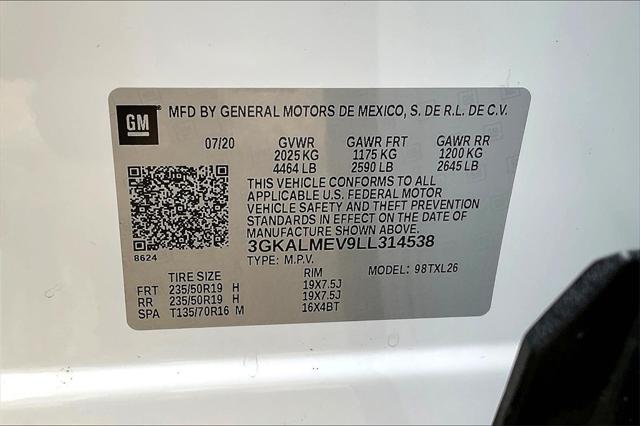 GM ® MFD BY GENERAL MOTORS DE MEXICO, S. DE R.L. DE C.V.
07/20 GVWR GAWR FRT GAWR RR
2025 KG 1175 KG 1200 KG
4464 LB 2590 LB 2645 LB
THIS VEHICLE CONFORMS TO ALL
APPLICABLE U.S. FEDERAL MOTOR
VEHICLE SAFETY AND THEFT PREVENTION
STANDARDS IN EFFECT ON THE DATE OF
MANUFACTURE SHOWN ABOVE.
8624 3GKALMEV9LL314538
TYPE: M.P.V. MODEL: 98TXL26
TIRE SIZE RIM
FRT 235/50R19 H 19X7.5J
RR 235/50R19 H 19X7.5J
SPA T135/70R16 M 16X4BT